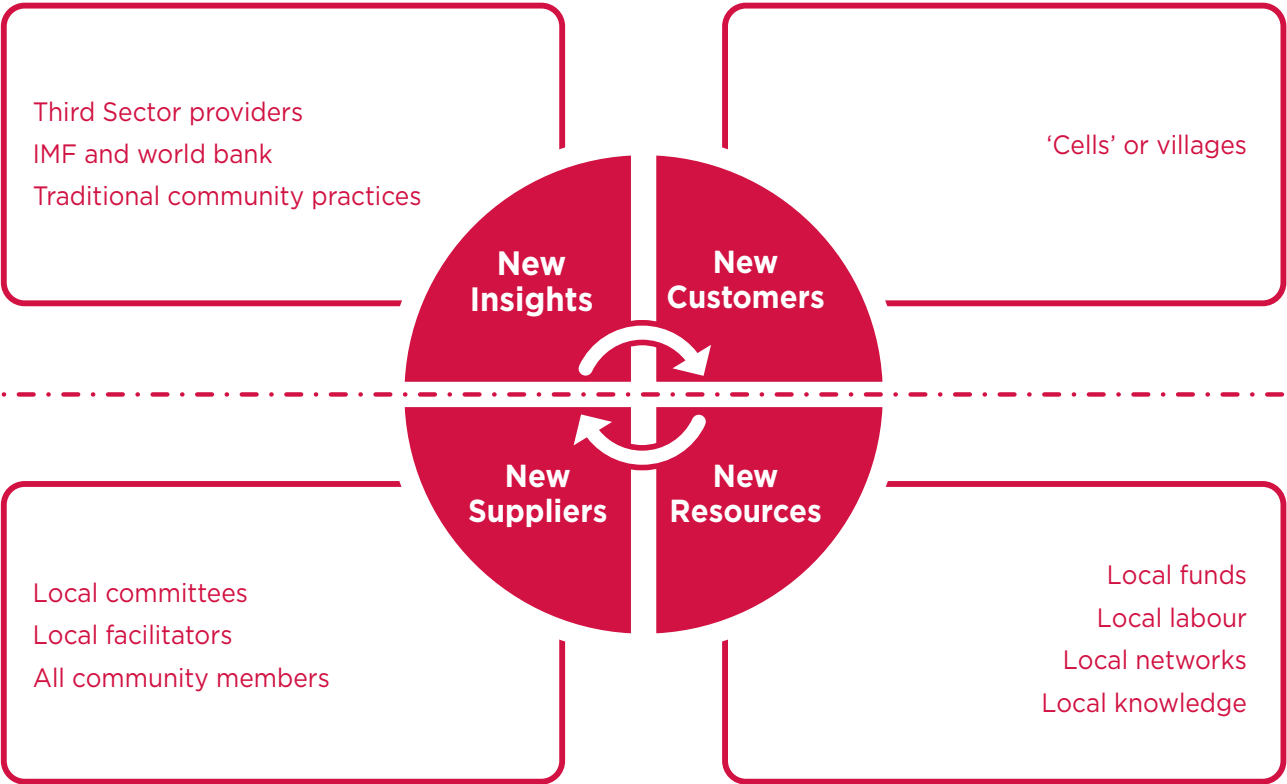 Third Sector providers
IMF and world bank
Traditional community practices
‘Cells’ or villages
New
Insights
New
Customers
New
Suppliers
New
Resources
Local committees
Local facilitators
All community members
Local funds
Local labour
Local networks
Local knowledge